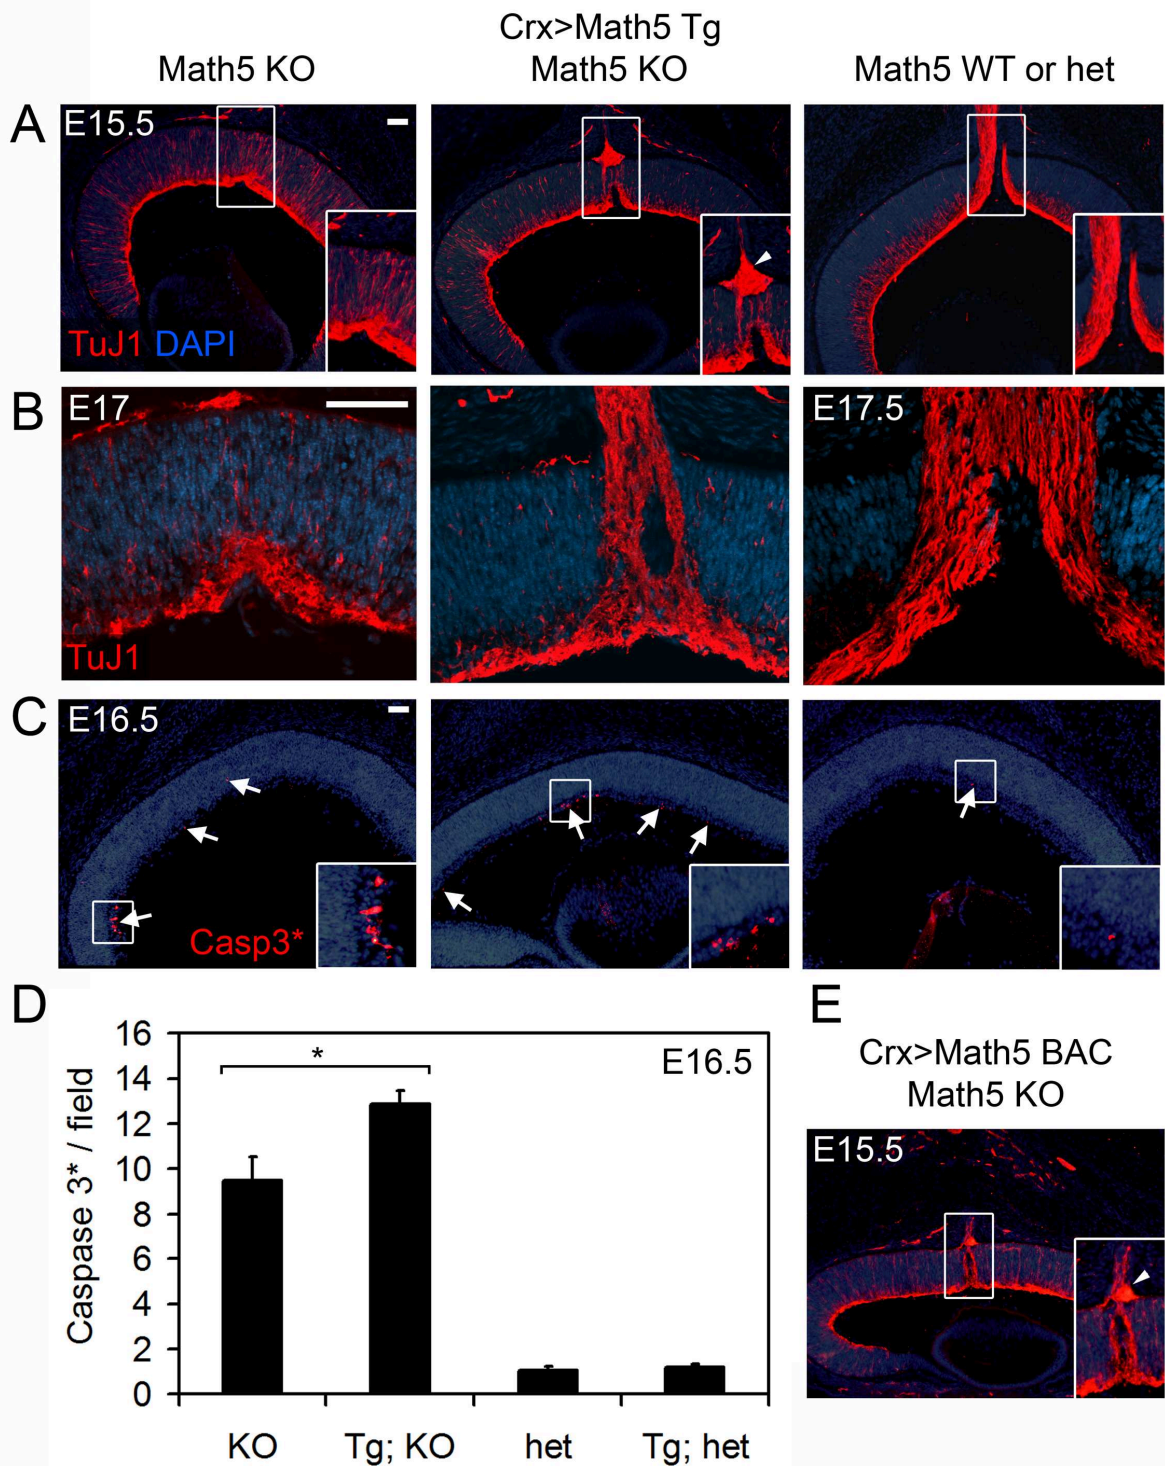 Math5 KO
Crx>Math5 Tg
Math5 KO
Math5 WT or het
A
E15.5
TuJ1 DAPI
B
E17
TuJ1
E17.5
C
E16.5
Casp3*
D
Caspase 3* / field
16
14
12
10
8
6
4
2
0
*
E16.5
KO
Tg; KO
het
Tg; het
E
Crx>Math5 BAC
Math5 KO
E15.5